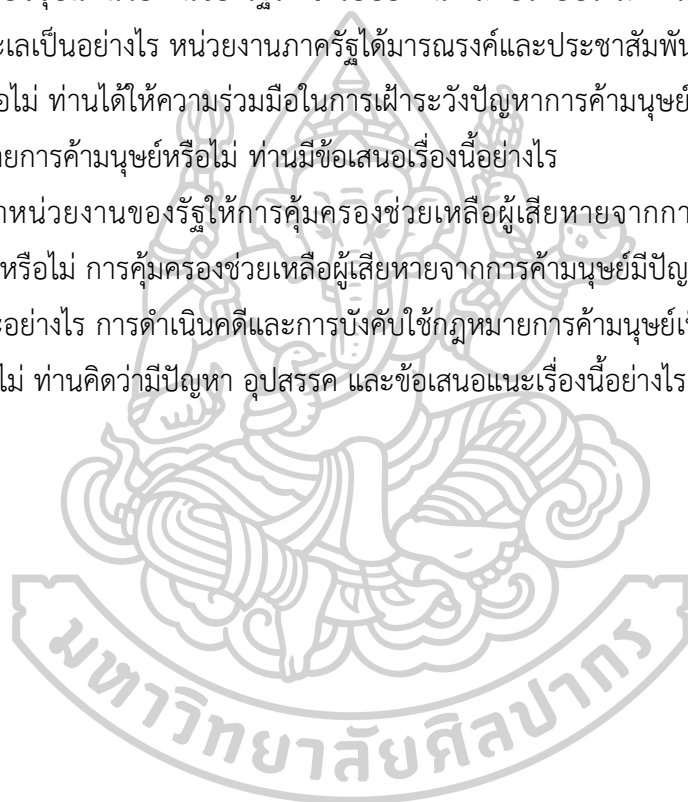 ะเลเป็นอย่างไร หน่วยงานภาครัฐได้มารณรงค์และประชาสัมพัน
อไม่ ท่านได้ให้ความร่วมมือในการเฝ้าระวังปัญหาการค้ามนุษย์
ายการค้ามนุษย์หรือไม่ ท่านมีข้อเสนอเรื่องนี้อย่างไร
าหน่วยงานของรัฐให้การคุ้มครองช่วยเหลือผู้เสียหายจากกา
หรือไม่ การคุ้มครองช่วยเหลือผู้เสียหายจากการค้ามนุษย์มีปัญ
ะอย่างไร การดำเนินคดีและการบังคับใช้กฎหมายการค้ามนุษย์เ
ไม่ ท่านคิดว่ามีปัญหา อุปสรรค และข้อเสนอแนะเรื่องนี้อย่างไร
มหาวิทยาลัยศิลปากร